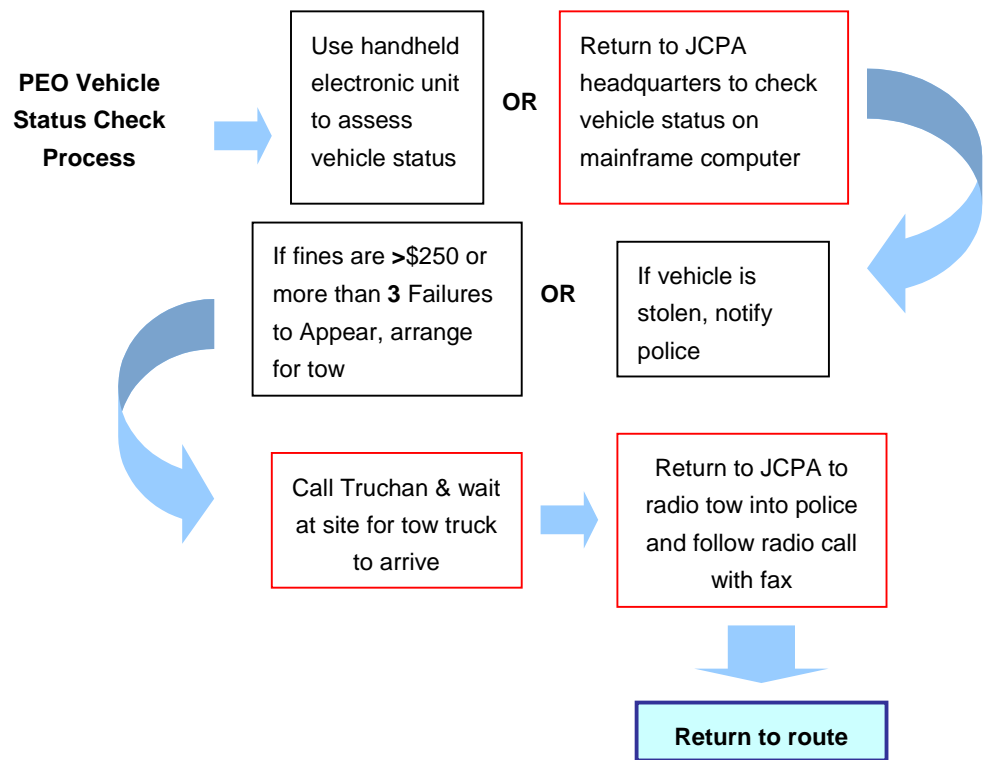 PEO Vehicle
Status Check
Process
Use handheld
electronic unit
to assess
vehicle status
OR
Return to JCPA
headquarters to check
vehicle status on
mainframe computer
If fines are >$250 or
more than 3 Failures
to Appear, arrange
for tow
OR
If vehicle is
stolen, notify
police
Call Truchan & wait
at site for tow truck
to arrive
Return to JCPA to
radio tow into police
and follow radio call
with fax
Return to route